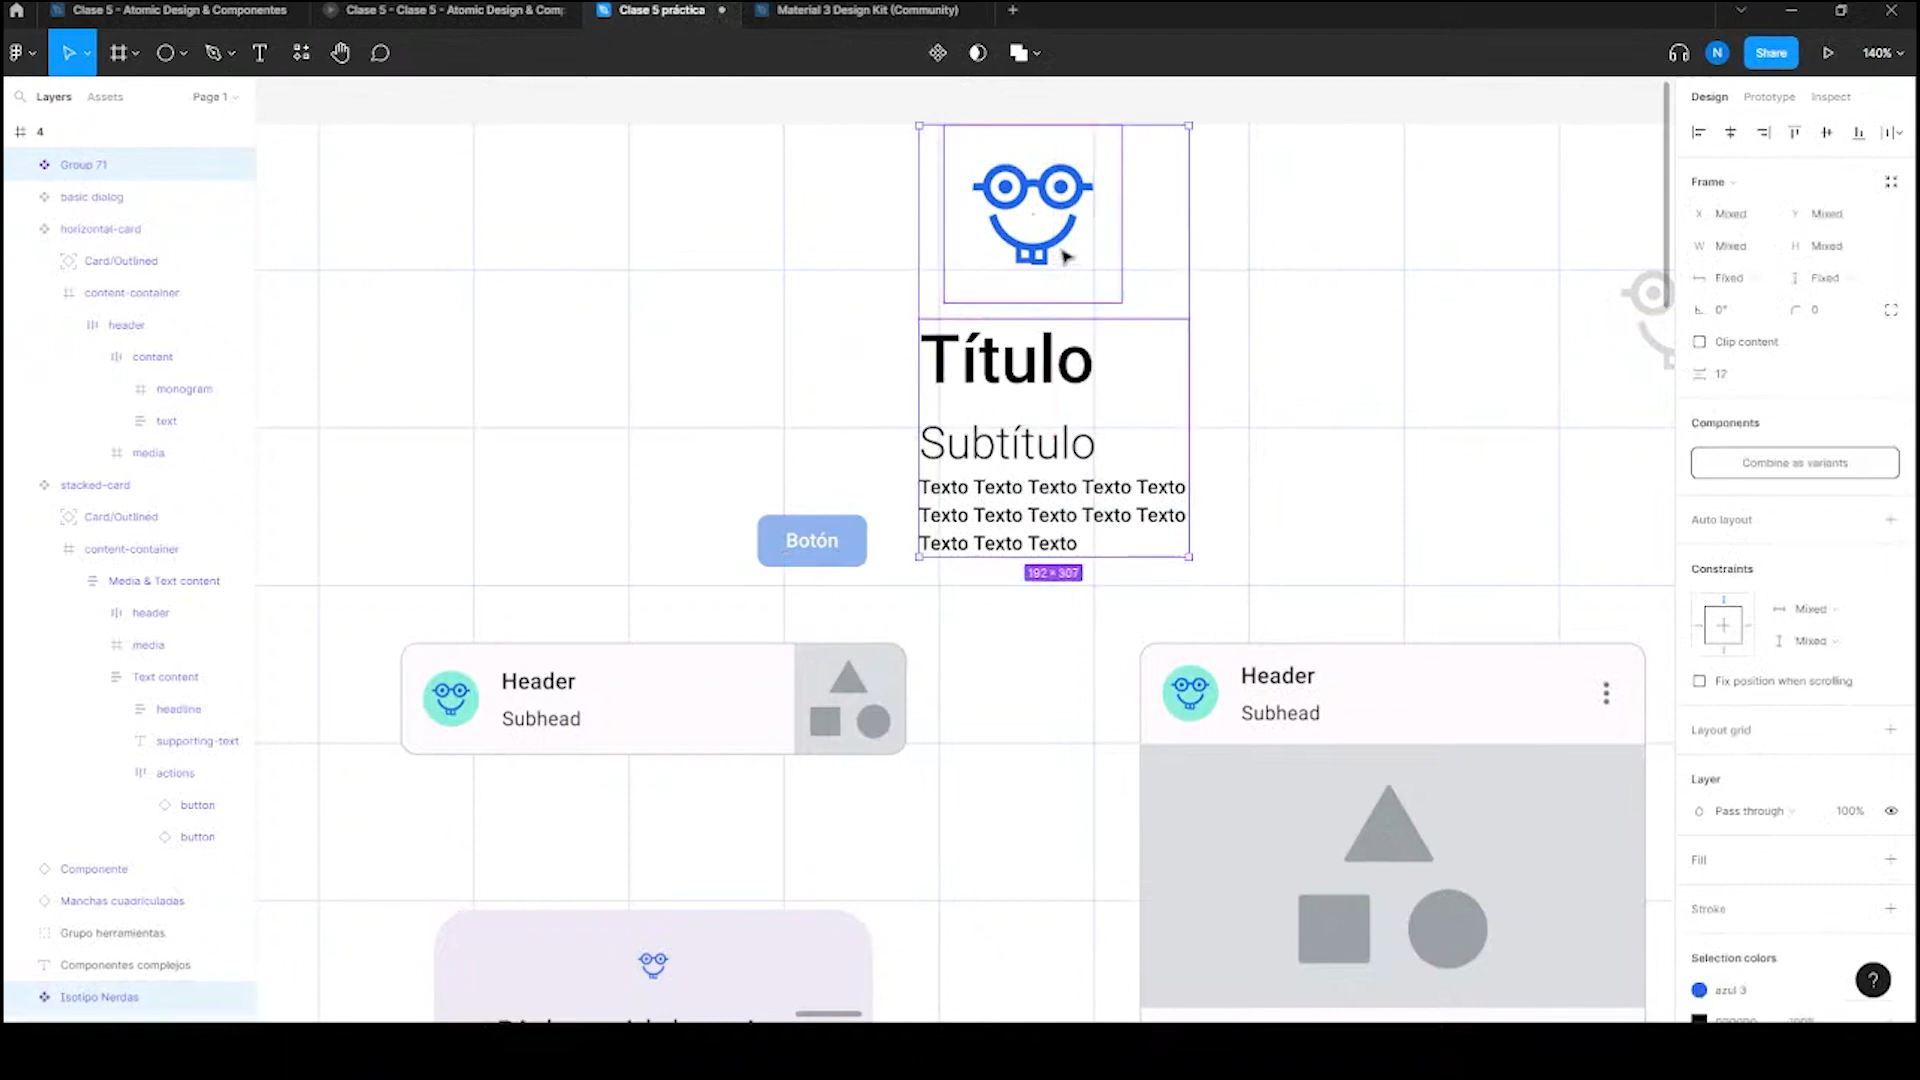 Clase 5 - Atomic Design & Componentes
Clase 5 - Clase 5 - Atomic Design & Com
Clase 5 práctica
Material 3 Design Kit (Community)
N
Share
140%
Layers
Assets
Page 1
4
Group 71
basic dialog
horizontal-card
Card/Outlined
content-container
header
content
monogram
text
media
stacked-card
Card/Outlined
content-container
Media & Text content
header
media
Text content
headline
supporting-text
actions
button
button
Componente
Manchas cuadriculadas
Grupo herramientas
Componentes complejos
Isotipo Nerdas
Título
Subtítulo
Texto Texto Texto Texto Texto
Texto Texto Texto Texto Texto
Texto Texto Texto
192 × 307
Botón
Header
Subhead
Header
Subhead
Design
Prototype
Inspect
Frame
X Mixed
Y Mixed
W Mixed
H Mixed
Fixed
Fixed
0°
0
Clip content
12
Components
Combine as variants
Auto layout
Constraints
Mixed
Mixed
Fix position when scrolling
Layout grid
Layer
Pass through
100%
Fill
Stroke
Selection colors
azul 3
?